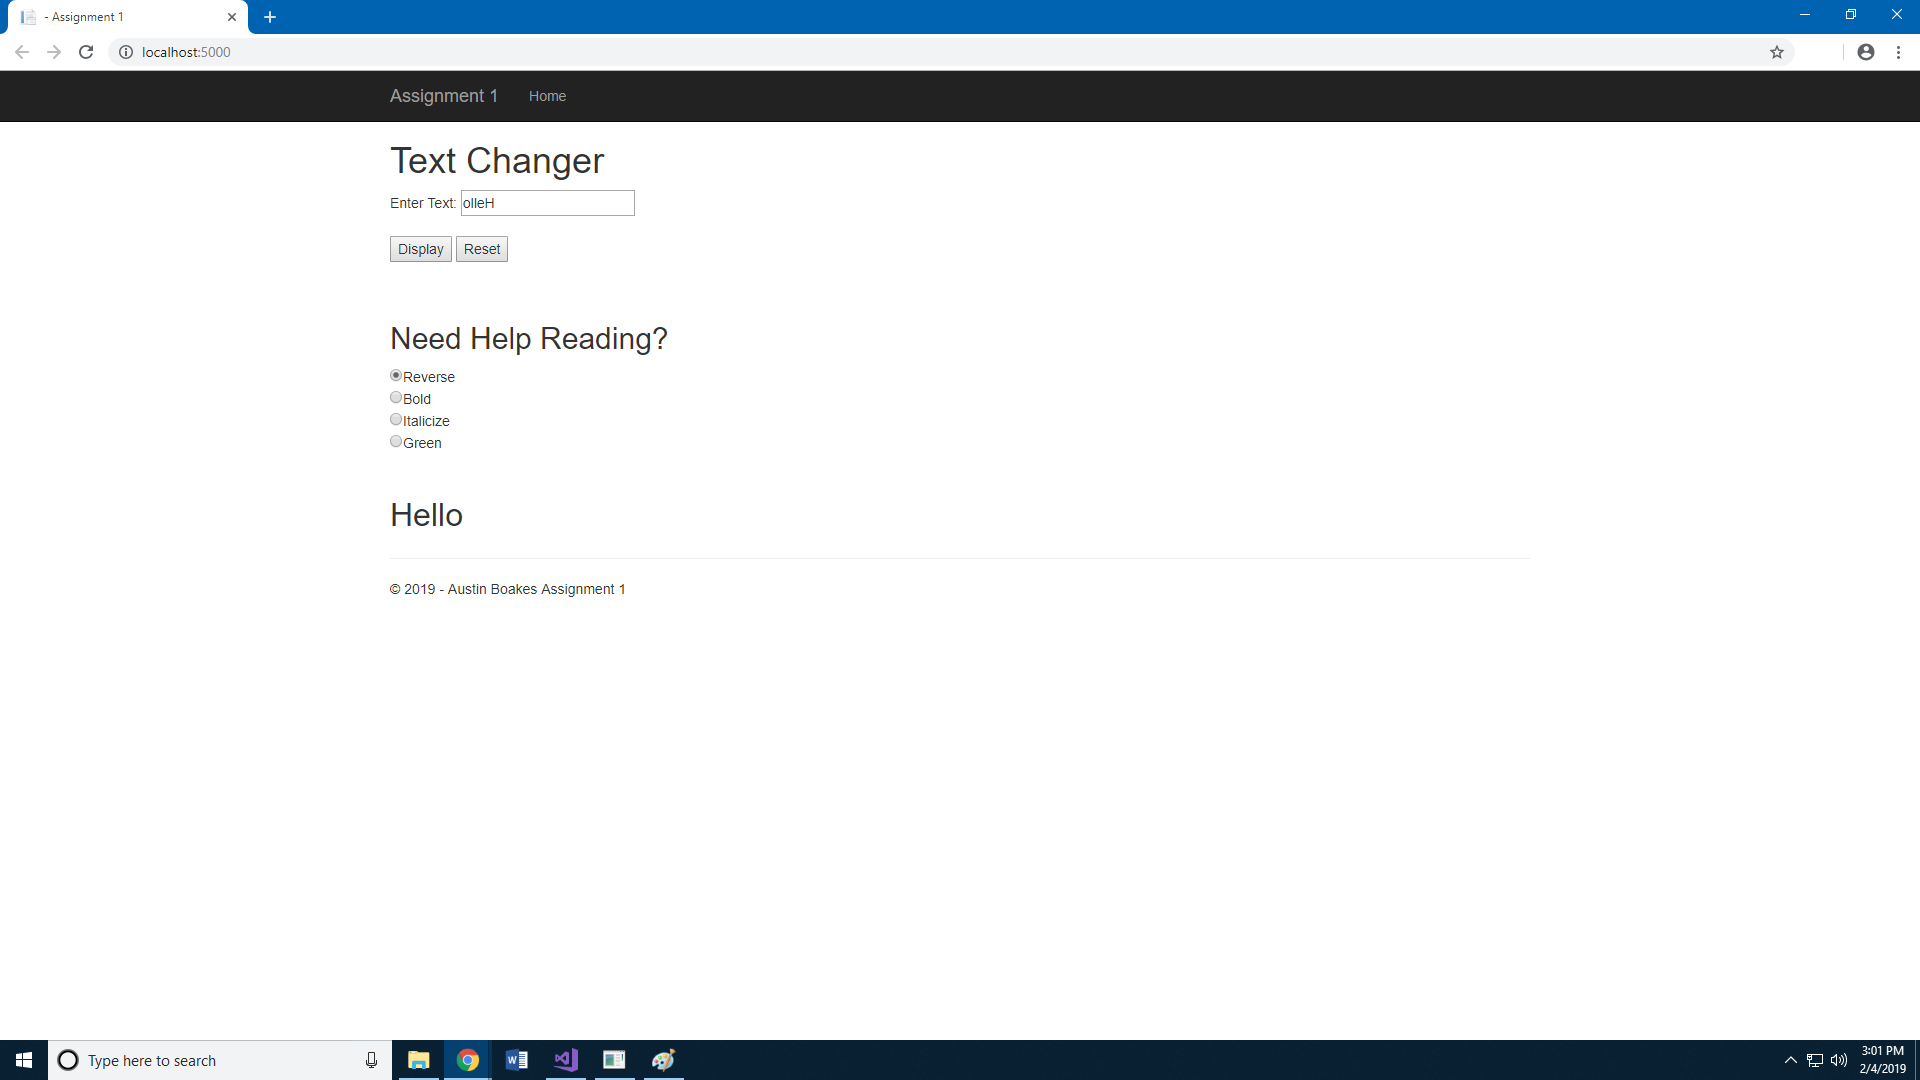 - Assignment 1
localhost:5000
Assignment 1 Home
Text Changer
Enter Text: olleH
Display Reset
Need Help Reading?
Reverse
Bold
Italicize
Green
Hello
© 2019 - Austin Boakes Assignment 1
Type here to search
3:01 PM
2/4/2019